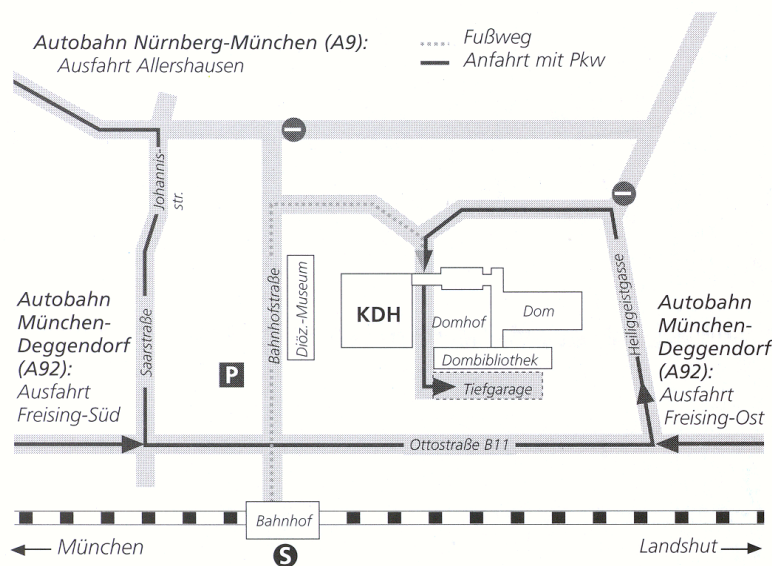 Autobahn Nürnberg-München (A9):
Ausfahrt Allershausen
Fußweg
Anfahrt mit Pkw
Johannis-
str.
Saarstraße
Bahnhofstraße
Diöz.-Museum
KDH
Domhof
Dom
Dombibliothek
Tiefgarage
Heiliggeistgasse
Autobahn
München-
Deggendorf
(A92):
Ausfahrt
Freising-Süd
P
Autobahn
München-
Deggendorf
(A92):
Ausfahrt
Freising-Ost
Ottostraße B11
Bahnhof
S
München
Landshut